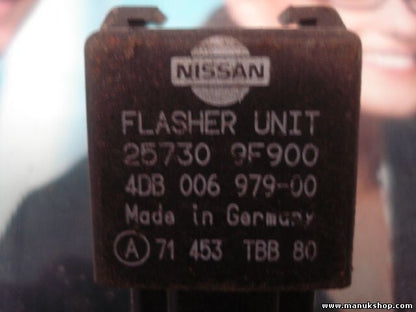 NISSAN
FLASHER UNIT
25730 9F900
4DB 006 979-00
Made in Germany
A 71 453 TBB 80
www.manukshop.com